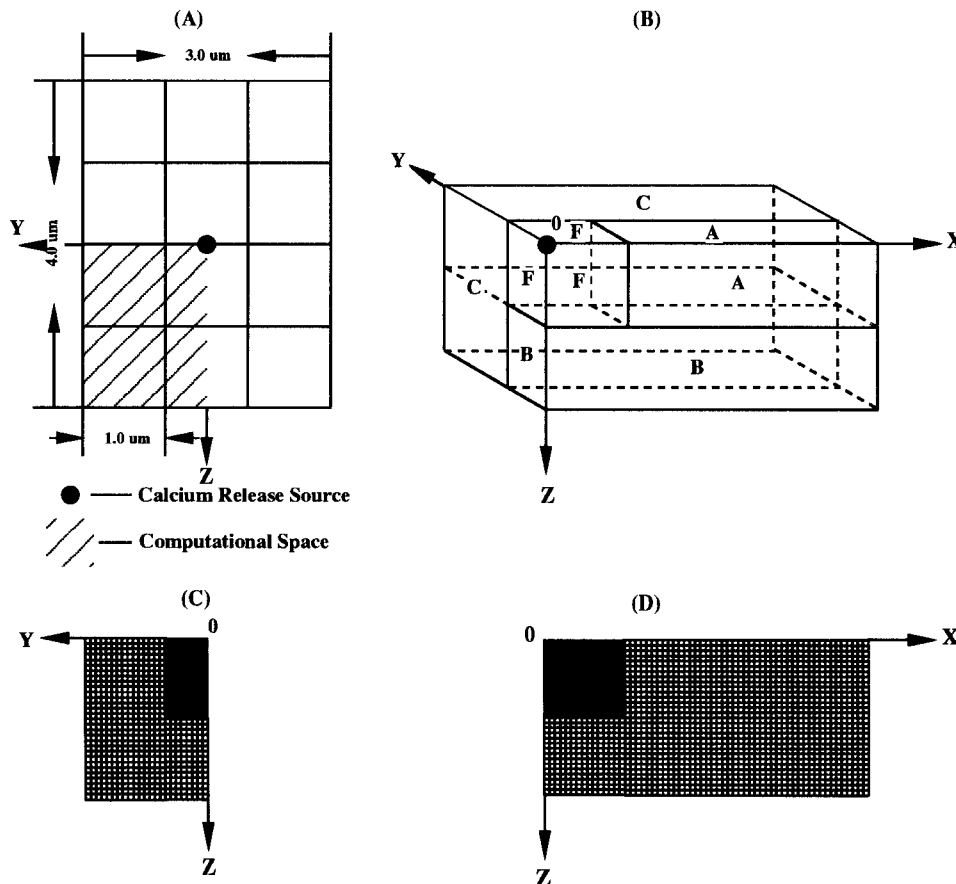 (A)
(B)
3.0 um
Y
4.0 um
1.0 um
Z
Y
C
0
F
A
X
F
F
A
C
B
B
Z
Calcium Release Source
Computational Space
(C)
(D)
Y
0
Z
0
X
Z